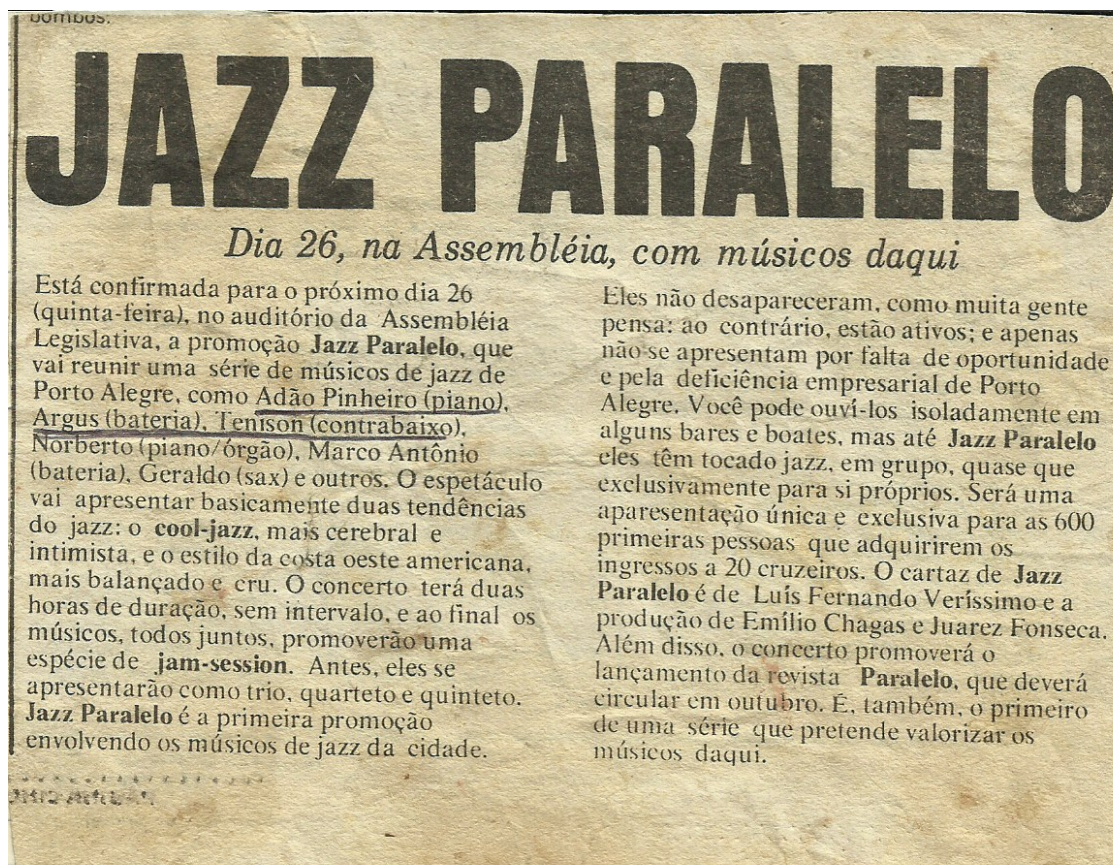 bombos.
JAZZ PARALELO
Dia 26, na Assembléia, com músicos daqui
Está confirmada para o próximo dia 26
(quinta-feira), no auditório da Assembléia
Legislativa, a promoção Jazz Paralelo, que
vai reunir uma série de músicos de jazz de
Porto Alegre, como Adão Pinheiro (piano),
Argus (bateria), Tenison (contrabaixo),
Norberto (piano/órgão), Marco Antônio
(bateria), Geraldo (sax) e outros. O espetáculo
vai apresentar basicamente duas tendências
do jazz: o cool-jazz, mais cerebral e
intimista, e o estilo da costa oeste americana,
mais balançado e cru. O concerto terá duas
horas de duração, sem intervalo, e ao final os
músicos, todos juntos, promoverão uma
espécie de jam-session. Antes, eles se
apresentarão como trio, quarteto e quinteto.
Jazz Paralelo é a primeira promoção
envolvendo os músicos de jazz da cidade.
Eles não desapareceram, como muita gente
pensa: ao contrário, estão ativos; e apenas
não se apresentam por falta de oportunidade
e pela deficiência empresarial de Porto
Alegre. Você pode ouví-los isoladamente em
alguns bares e boates, mas até Jazz Paralelo
eles têm tocado jazz, em grupo, quase que
exclusivamente para si próprios. Será uma
aparesentação única e exclusiva para as 600
primeiras pessoas que adquirirem os
ingressos a 20 cruzeiros. O cartaz de Jazz
Paralelo é de Luís Fernando Veríssimo e a
produção de Emílio Chagas e Juarez Fonseca.
Além disso, o concerto promoverá o
lançamento da revista Paralelo, que deverá
circular em outubro. É, também, o primeiro
de uma série que pretende valorizar os
músicos daqui.